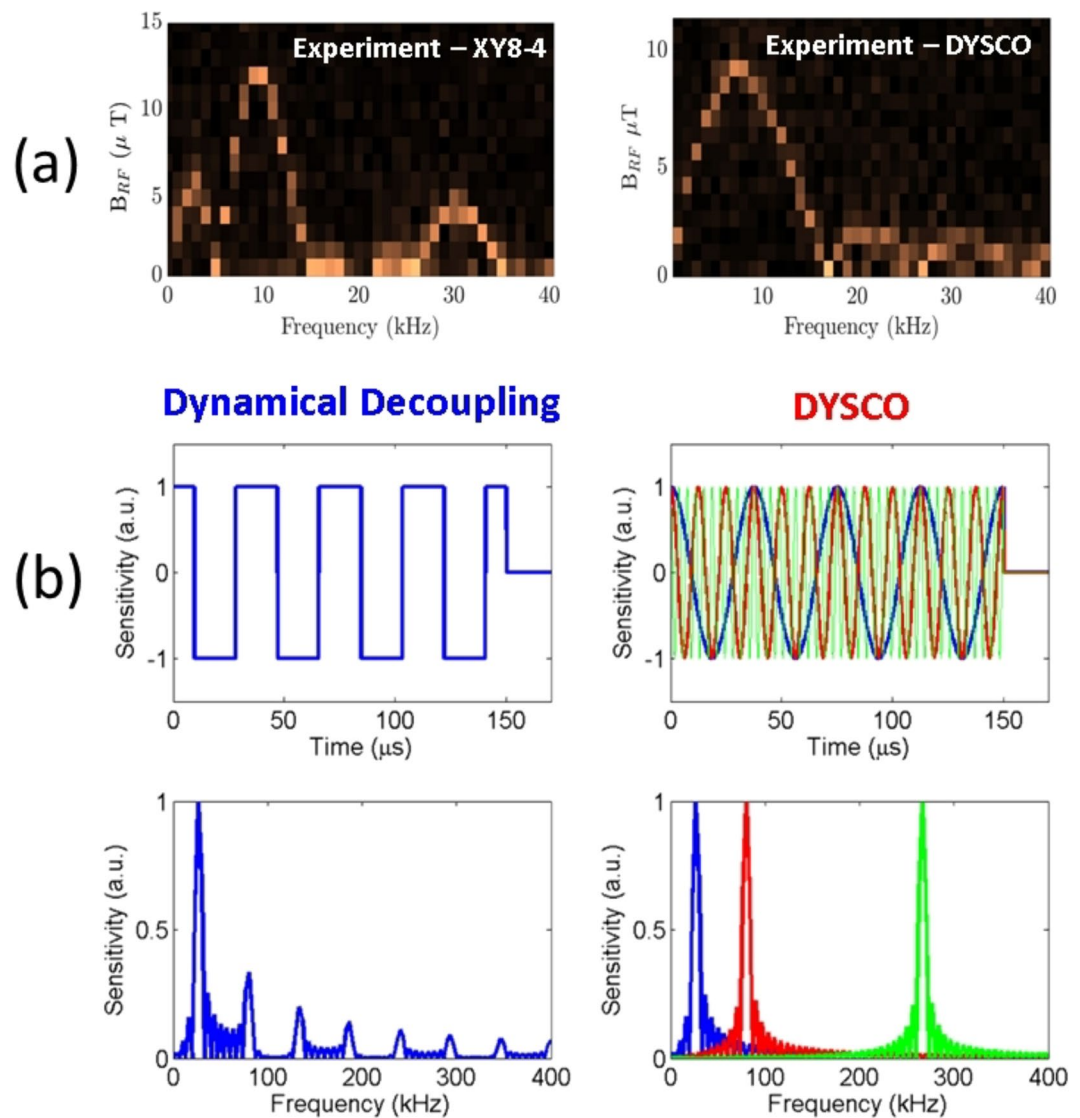 (a)
Experiment – XY8-4
15
10
5
0
B_RF (μ T)
0 10 20 30 40
Frequency (kHz)
Experiment – DYSCO
10
5
0
B_RF μT
10 20 30 40
Frequency (kHz)
(b)
Dynamical Decoupling
1
0
-1
Sensitivity (a.u.)
0 50 100 150
Time (μs)
DYSCO
1
0
-1
Sensitivity (a.u.)
0 50 100 150
Time (μs)
1
0.5
0
Sensitivity (a.u.)
0 100 200 300 400
Frequency (kHz)
1
0.5
0
Sensitivity (a.u.)
0 100 200 300 400
Frequency (kHz)